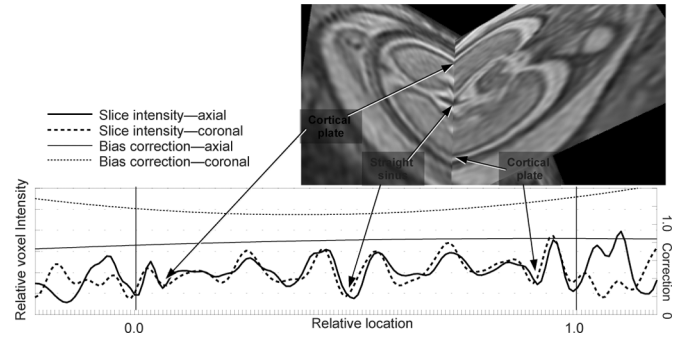 Cortical
plate
Straight
sinus
Cortical
plate
Slice intensity—axial
Slice intensity—coronal
Bias correction—axial
Bias correction—coronal
Relative voxel Intensity
1.0
Correction
0
0.0
Relative location
1.0